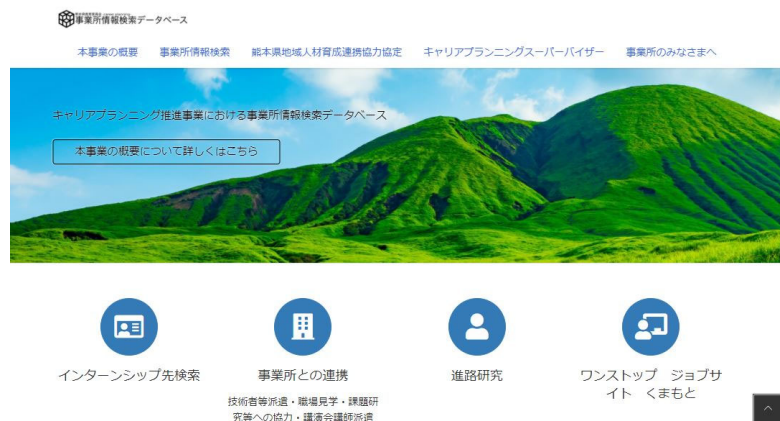 事業所情報検索データベース
本事業の概要 事業所情報検索 熊本県地域人材育成連携協力協定 キャリアプランニングスーパーバイザー 事業所のみなさまへ
キャリアプランニング推進事業における事業所情報検索データベース
本事業の概要について詳しくはこちら
インターンシップ先検索
事業所との連携
技術者等派遣・職場見学・課題研
究等への協力・講演会講師派遣
進路研究
ワンストップ　ジョブサ
イト　くまもと